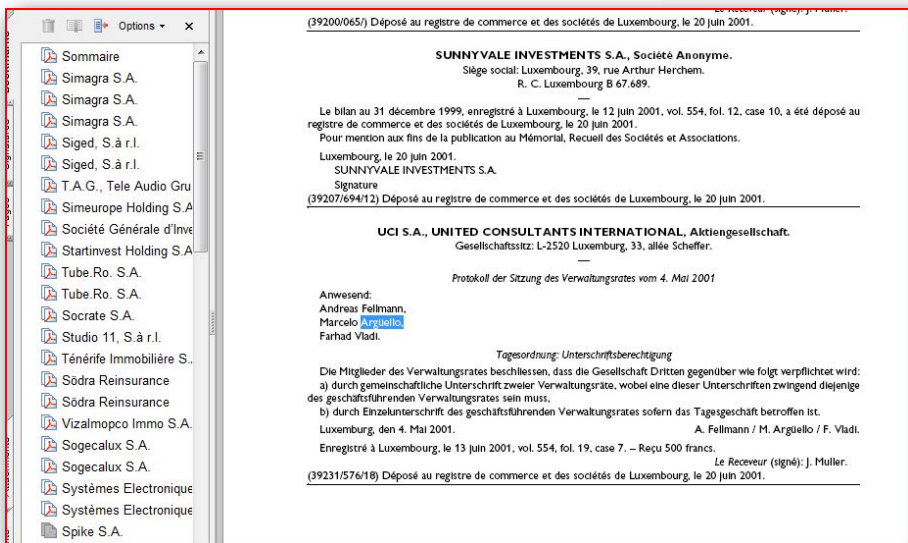 Options
Sommaire
Simagra S.A.
Simagra S.A.
Simagra S.A.
Siged, S.à r.l.
Siged, S.à r.l.
T.A.G., Tele Audio Gru
Simeurope Holding S.A
Société Générale d'Inve
Startinvest Holding S.A
Tube.Ro. S.A.
Tube.Ro. S.A.
Socrate S.A.
Studio 11, S.à r.l.
Ténérife Immobilière S.
Södra Reinsurance
Södra Reinsurance
Vizalmopco Immo S.A.
Sogecalux S.A.
Sogecalux S.A.
Systèmes Electronique
Systèmes Electronique
Spike S.A.
Le Receveur (signé): J. Muller.
(39200/065/) Déposé au registre de commerce et des sociétés de Luxembourg, le 20 juin 2001.
SUNNYVALE INVESTMENTS S.A., Société Anonyme.
Siège social: Luxembourg, 39, rue Arthur Herchem.
R. C. Luxembourg B 67.689.
—
Le bilan au 31 décembre 1999, enregistré à Luxembourg, le 12 juin 2001, vol. 554, fol. 12, case 10, a été déposé au
registre de commerce et des sociétés de Luxembourg, le 20 juin 2001.
Pour mention aux fins de la publication au Mémorial, Recueil des Sociétés et Associations.
Luxembourg, le 20 juin 2001.
SUNNYVALE INVESTMENTS S.A.
Signature
(39207/694/12) Déposé au registre de commerce et des sociétés de Luxembourg, le 20 juin 2001.
UCI S.A., UNITED CONSULTANTS INTERNATIONAL, Aktiengesellschaft.
Gesellschaftssitz: L-2520 Luxemburg, 33, allée Scheffer.
—
Protokoll der Sitzung des Verwaltungsrates vom 4. Mai 2001
Anwesend:
Andreas Fellmann,
Marcelo Argüello,
Farhad Vladi.
Tagesordnung: Unterschriftsberechtigung
Die Mitglieder des Verwaltungsrates beschliessen, dass die Gesellschaft Dritten gegenüber wie folgt verpflichtet wird:
a) durch gemeinschaftliche Unterschrift zweier Verwaltungsräte, wobei eine dieser Unterschriften zwingend diejenige
des geschäftsführenden Verwaltungsrates sein muss,
b) durch Einzelunterschrift des geschäftsführenden Verwaltungsrates sofern das Tagesgeschäft betroffen ist.
Luxemburg, den 4. Mai 2001. A. Fellmann / M. Argüello / F. Vladi.
Enregistré à Luxembourg, le 13 juin 2001, vol. 554, fol. 19, case 7. – Reçu 500 francs.
Le Receveur (signé): J. Muller.
(39231/576/18) Déposé au registre de commerce et des sociétés de Luxembourg, le 20 juin 2001.